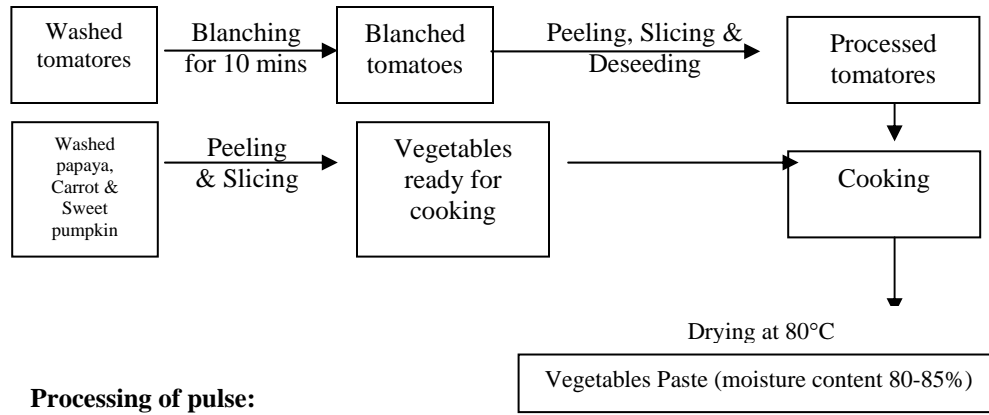 Washed
tomatores
Blanching
for 10 mins
Blanched
tomatoes
Peeling, Slicing &
Deseeding
Processed
tomatores
Washed
papaya,
Carrot &
Sweet
pumpkin
Peeling
& Slicing
Vegetables
ready for
cooking
Cooking
Drying at 80°C
Vegetables Paste (moisture content 80-85%)
Processing of pulse: